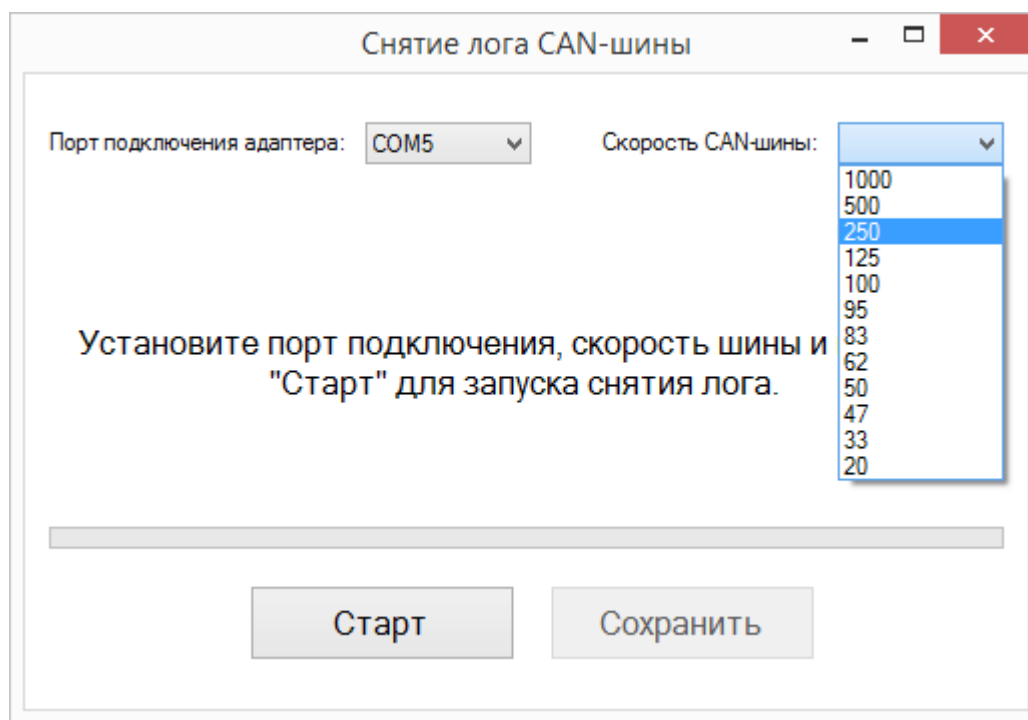 Снятие лога CAN-шины
Порт подключения адаптера: COM5 Скорость CAN-шины:
1000
500
250
125
100
95
83
62
50
47
33
20
Установите порт подключения, скорость шины и
"Старт" для запуска снятия лога.
Старт Сохранить